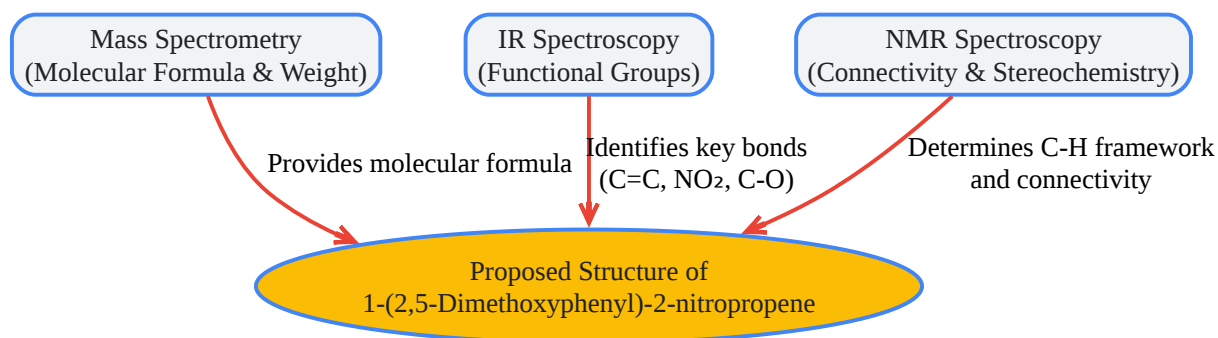 Mass Spectrometry
(Molecular Formula & Weight)
IR Spectroscopy
(Functional Groups)
NMR Spectroscopy
(Connectivity & Stereochemistry)
Provides molecular formula
Identifies key bonds
(C=C, NO₂, C-O)
Determines C-H framework
and connectivity
Proposed Structure of
1-(2,5-Dimethoxyphenyl)-2-nitropropene